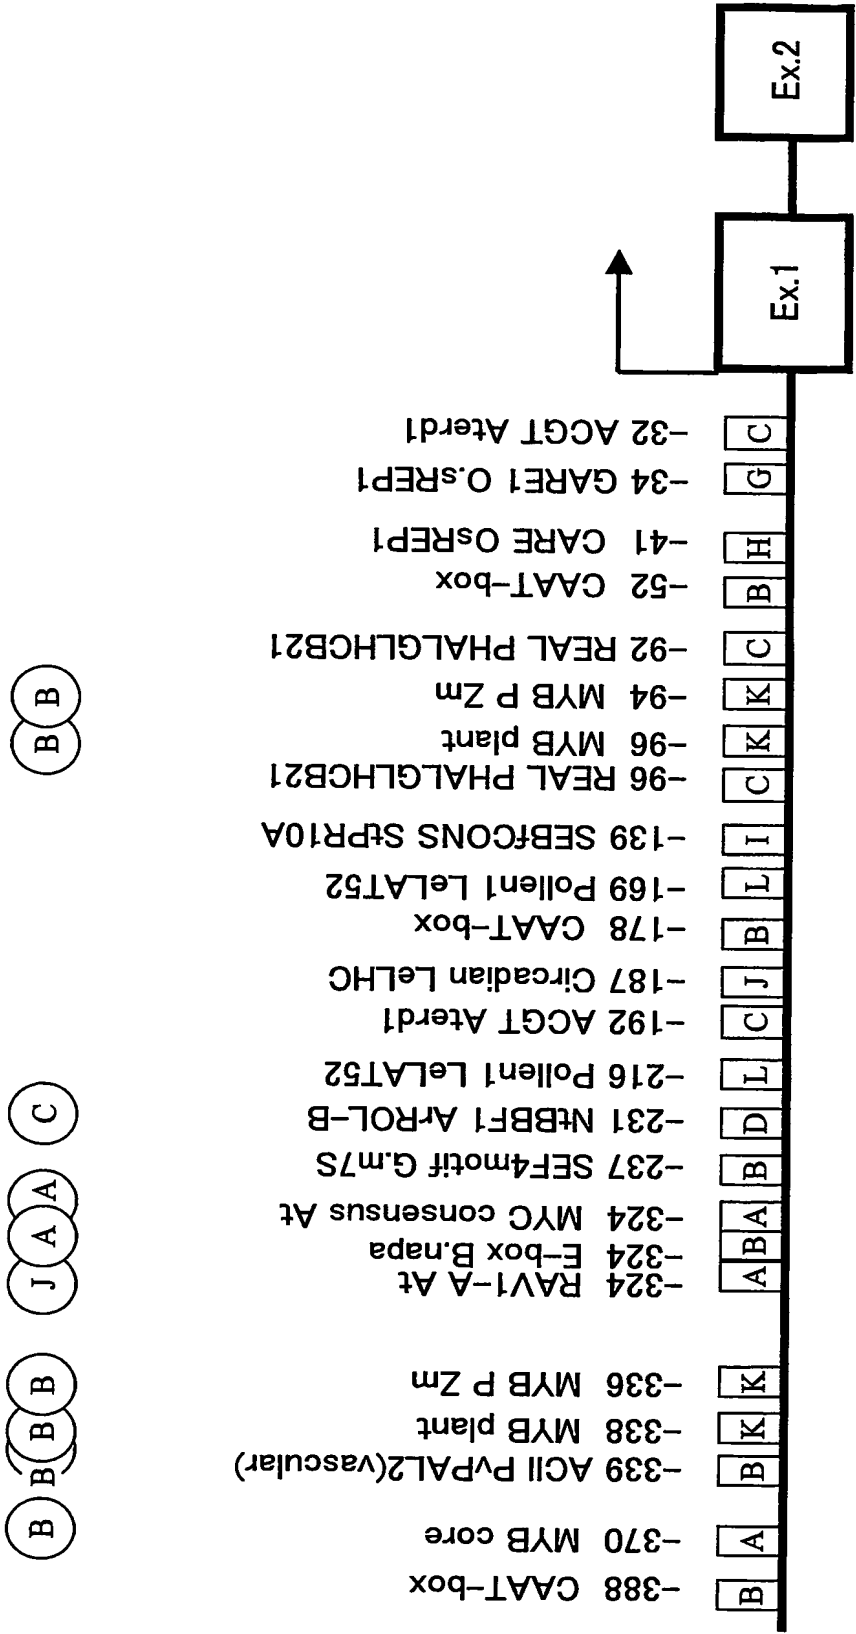 B
B
B
B
J
A
A
C
B
B
-388 CAAT-box
-370 MYB core
-339 ACII PvPAL2(vascular)
-338 MYB plant
-336 MYB P Zm
-324 RAV1-A At
-324 E-box B.napa
-324 MYC consensus At
-237 SEF4motif G.m7S
-231 NtBBF1 ArROL-B
-216 Pollen1 LeLAT52
-192 ACGT Aterd1
-187 Circadian LeLHC
-178 CAAT-box
-169 Pollen1 LeLAT52
-139 SEBfCONS StPR10A
-96 REAL PHALGLHCB21
-96 MYB plant
-94 MYB P Zm
-92 REAL PHALGLHCB21
-52 CAAT-box
-41 CARE OsREP1
-34 GARE1 O.sREP1
-32 ACGT Aterd1
B
A
B
K
K
A
B
A
B
D
L
C
J
B
L
I
C
K
K
C
B
H
G
C
Ex.1
Ex.2